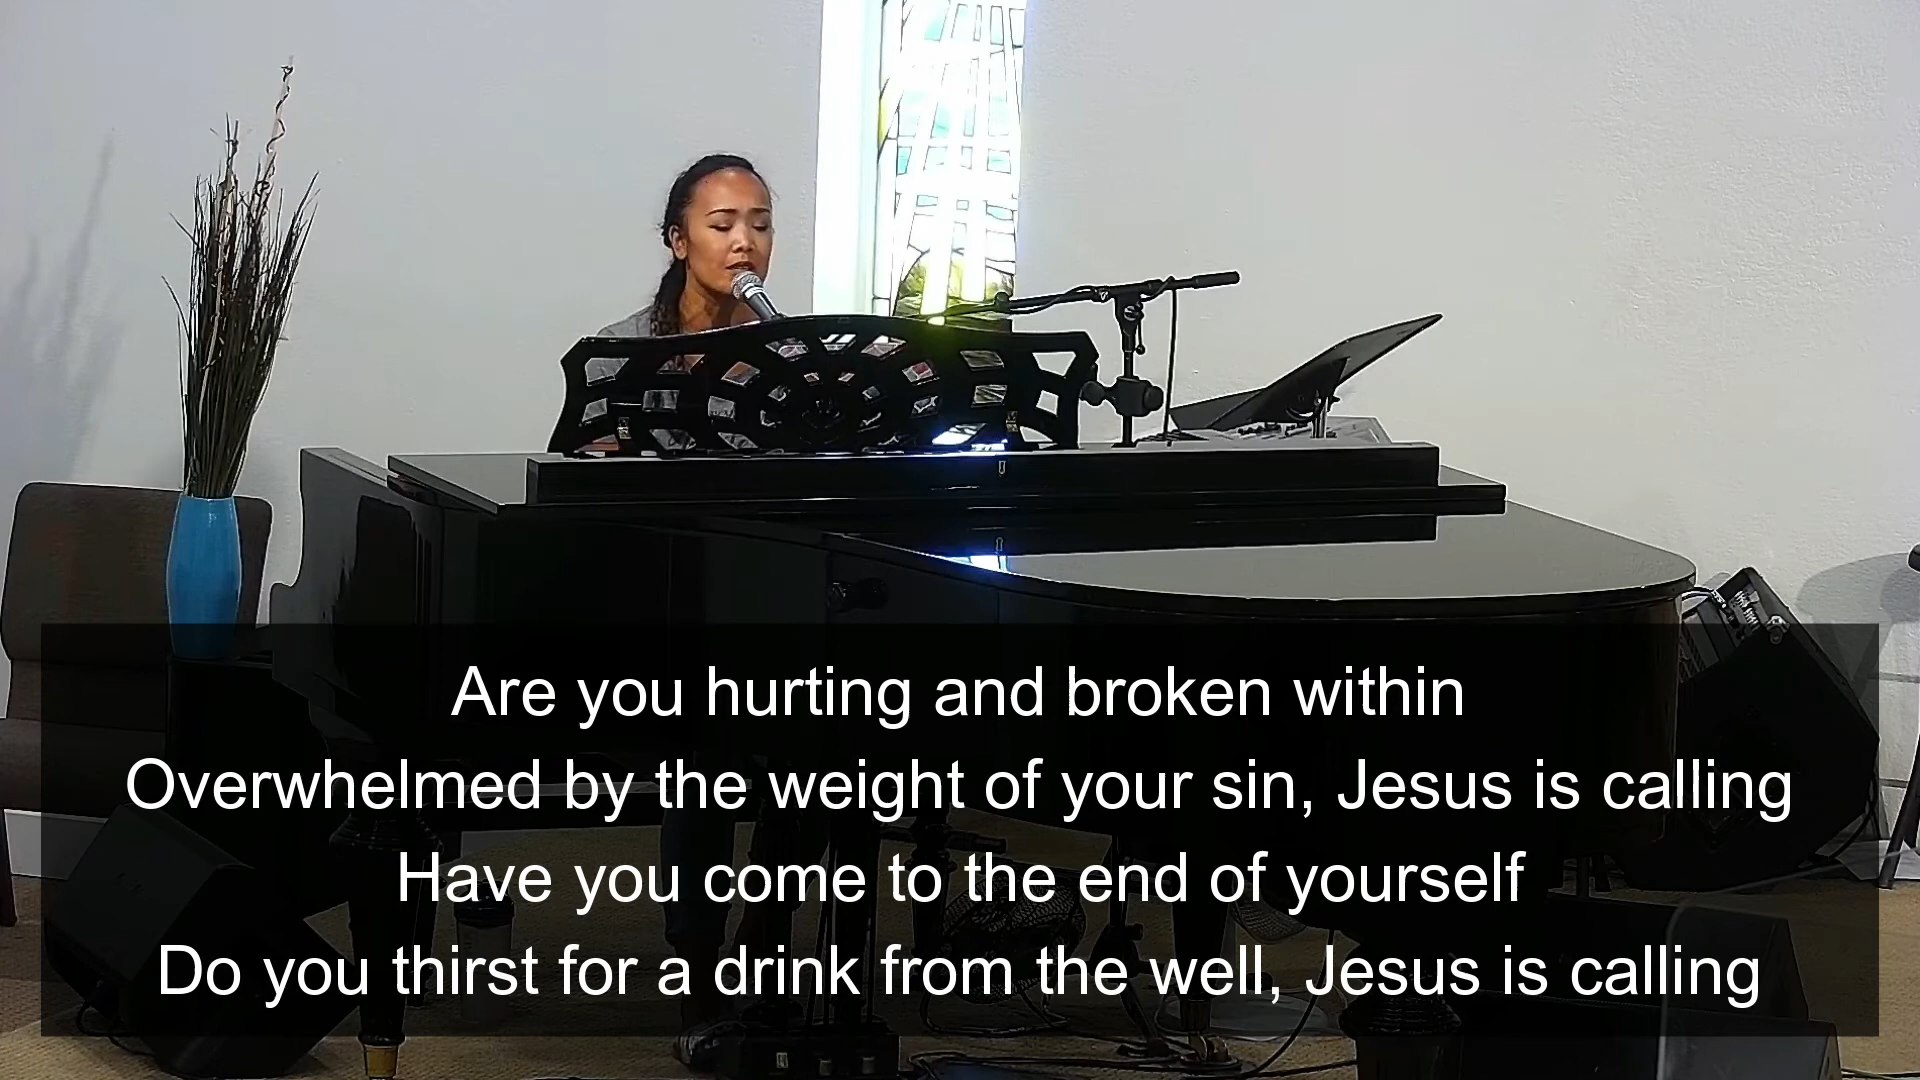 Are you hurting and broken within
Overwhelmed by the weight of your sin, Jesus is calling
Have you come to the end of yourself
Do you thirst for a drink from the well, Jesus is calling